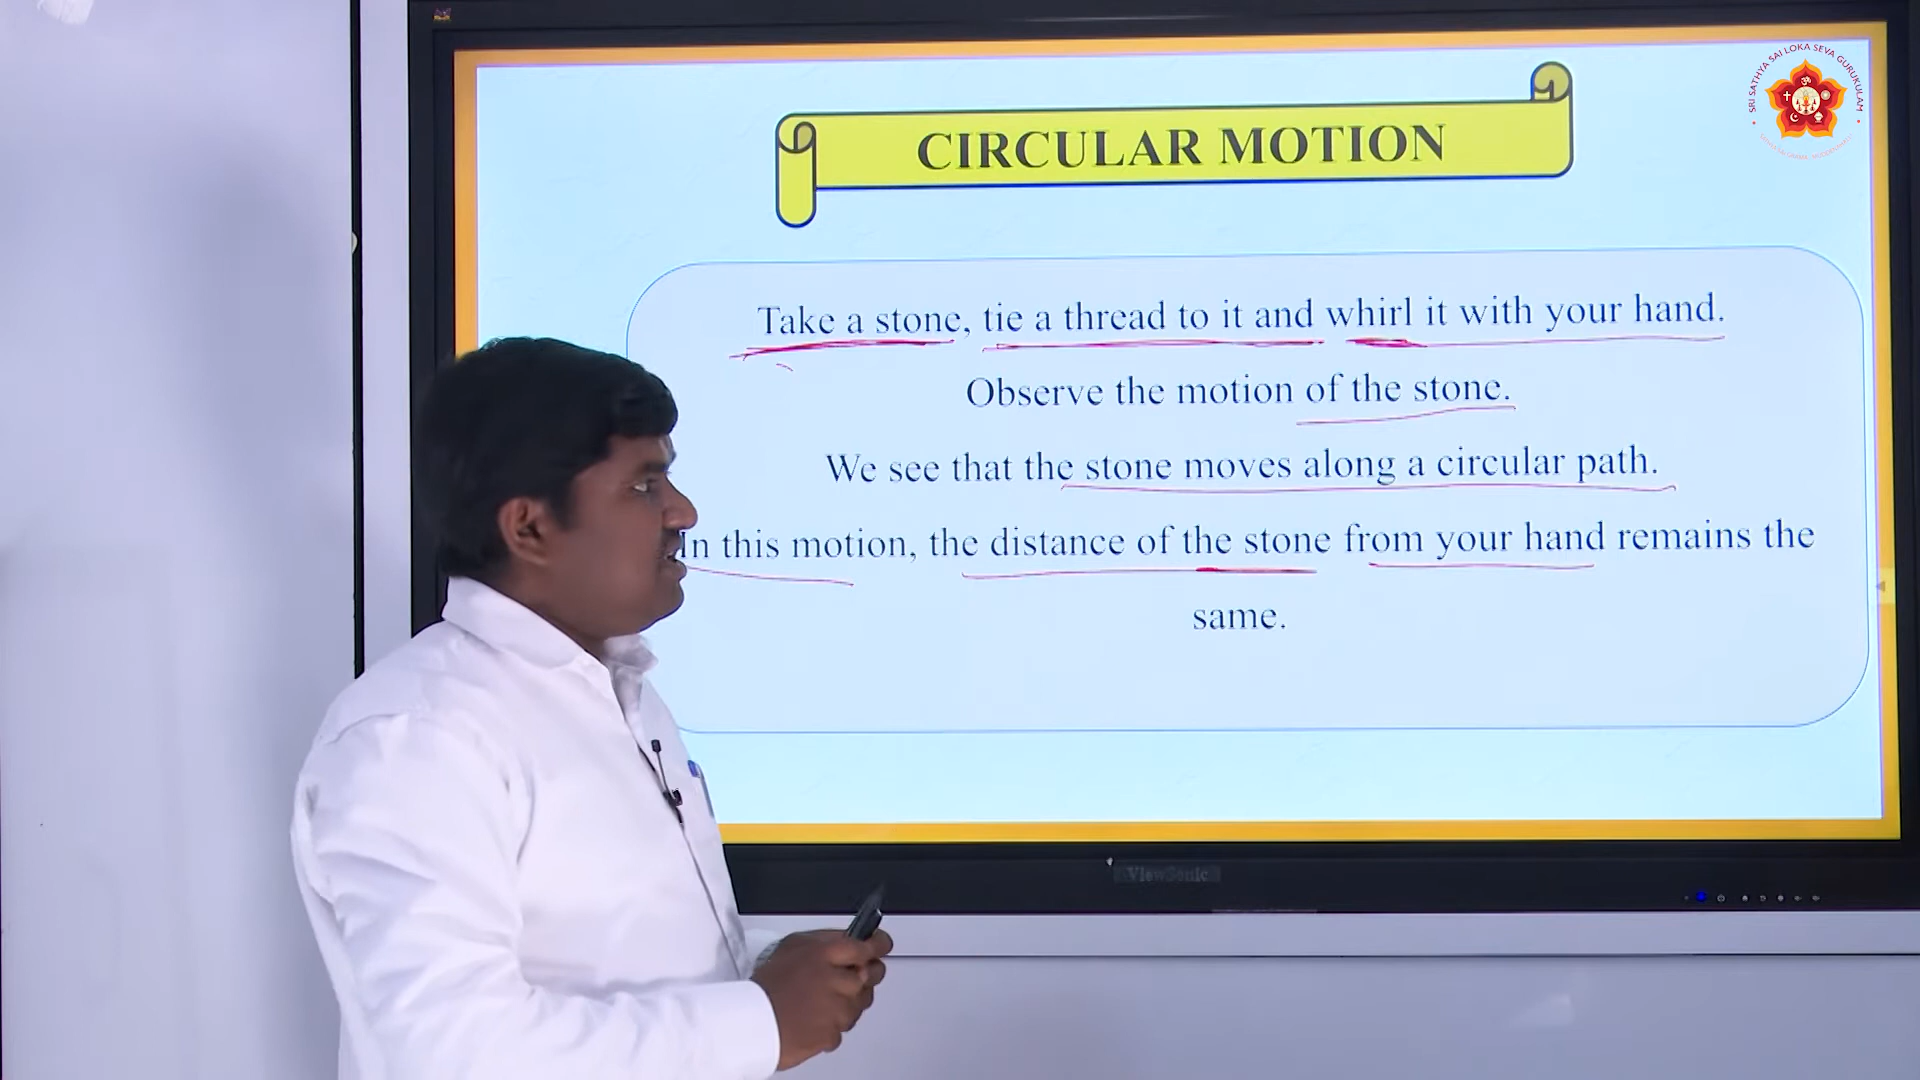 SRI SATHYA SAI LOKA SEVA GURUKULAM
CIRCULAR MOTION
Take a stone, tie a thread to it and whirl it with your hand.
Observe the motion of the stone.
We see that the stone moves along a circular path.
In this motion, the distance of the stone from your hand remains the
same.
ViewSonic